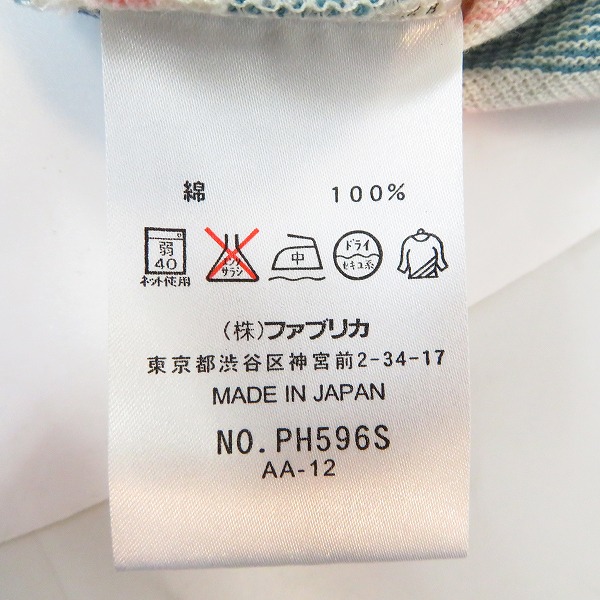 綿 100%
弱 エンソ 中 ドライ
40 サラシ セキユ系
ネット使用
(株)ファブリカ
東京都渋谷区神宮前2-34-17
MADE IN JAPAN
NO.PH596S
AA-12